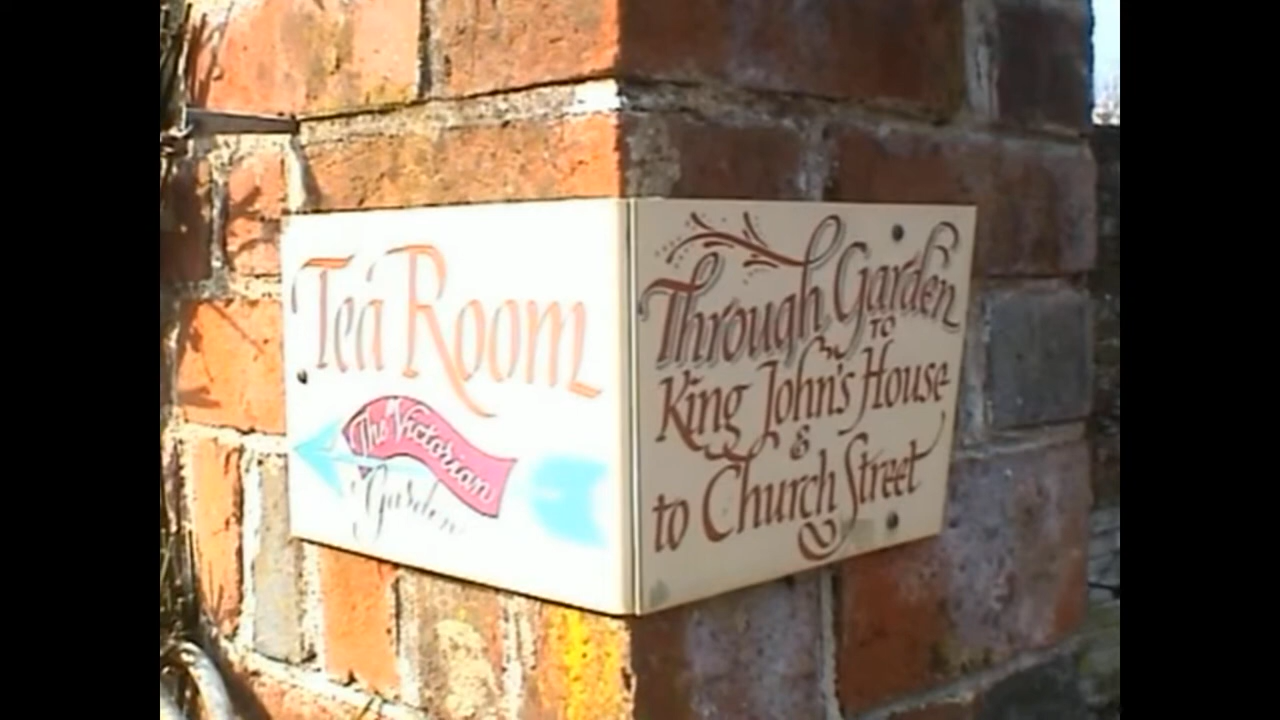 Tea Room
The Victorian
Garden
Through Garden
TO
King John's House
&
to Church Street